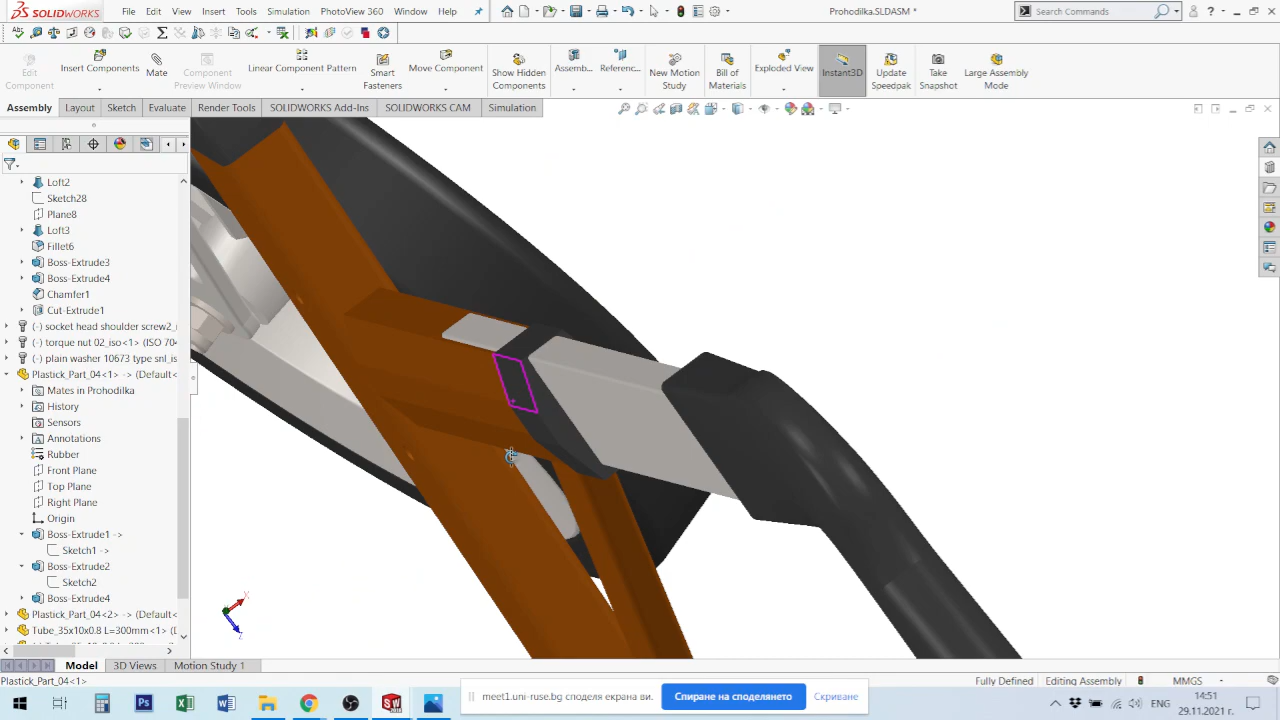 SOLIDWORKS File Edit View Insert Tools Simulation PhotoView 360 Window Help Prohodilka.SLDASM * Search Commands
Edit Component
Insert Components
Mate
Component Preview Window
Linear Component Pattern
Smart Fasteners
Move Component
Show Hidden Components
Assemb...
Referenc...
New Motion Study
Bill of Materials
Exploded View
Instant3D
Update Speedpak
Take Snapshot
Large Assembly Mode
Assembly Layout Sketch Evaluate Render Tools SOLIDWORKS Add-Ins SOLIDWORKS CAM Simulation
Loft2
Sketch28
Plane8
Loft3
Fillet6
Boss-Extrude3
Boss-Extrude4
Chamfer1
Cut-Extrude1
(-) socket head shoulder screw2_
(-) torque nut 02_iso<1> (ISO 70
(-) plain washer 10673 type snl_is
Plastick_Part_04<1> -> (Default<
Mates in Prohodilka
History
Sensors
Annotations
Rubber
Front Plane
Top Plane
Right Plane
Origin
Boss-Extrude1 ->
Sketch1 ->
Boss-Extrude2
Sketch2
Boss-Extrude4
Plastick_Part_04<2> -> (Default<
Tube_35x10x0.8 L=300mm<1> (D
X
Z
Model 3D Views Motion Study 1
Plastick_Part_04<1>
Fully Defined Editing Assembly MMGS
meet1.uni-ruse.bg споделя екрана ви. Спиране на споделянето Скриване
ENG 14:51
29.11.2021 г.